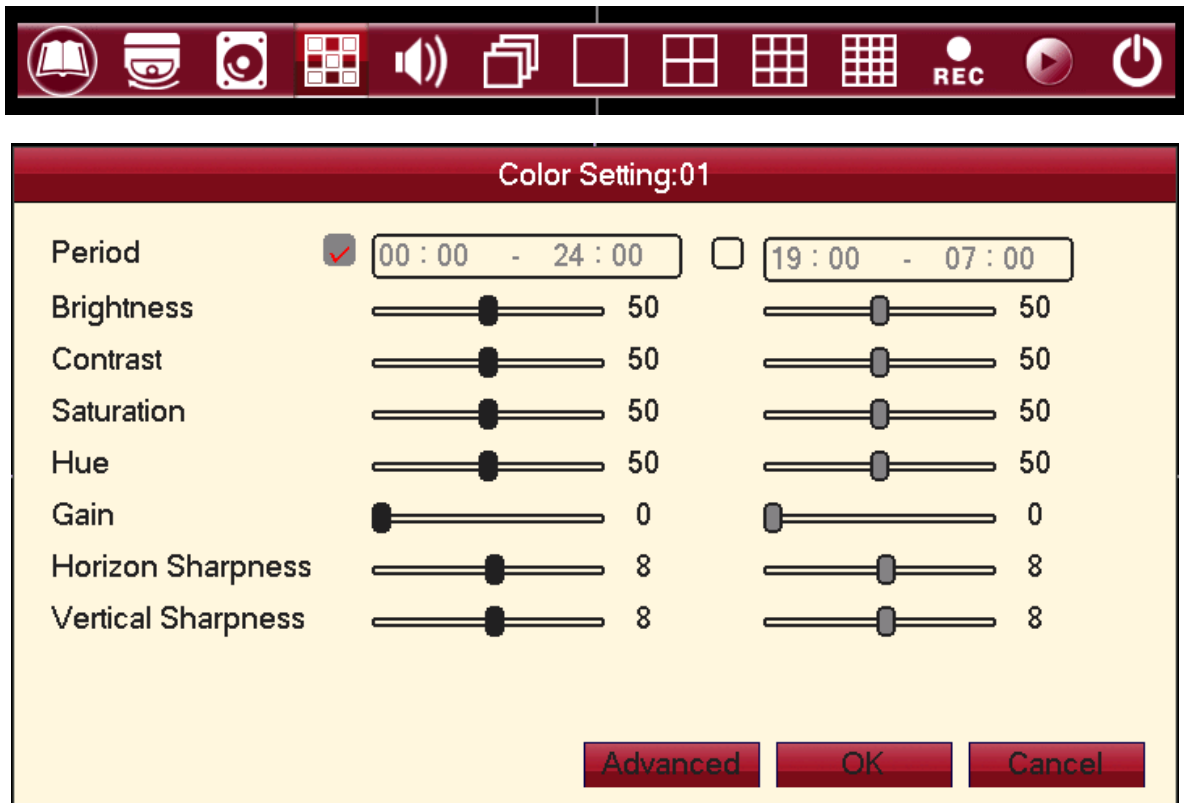 REC
Color Setting:01
Period 00 : 00 - 24 : 00 19 : 00 - 07 : 00
Brightness 50 50
Contrast 50 50
Saturation 50 50
Hue 50 50
Gain 0 0
Horizon Sharpness 8 8
Vertical Sharpness 8 8
Advanced OK Cancel